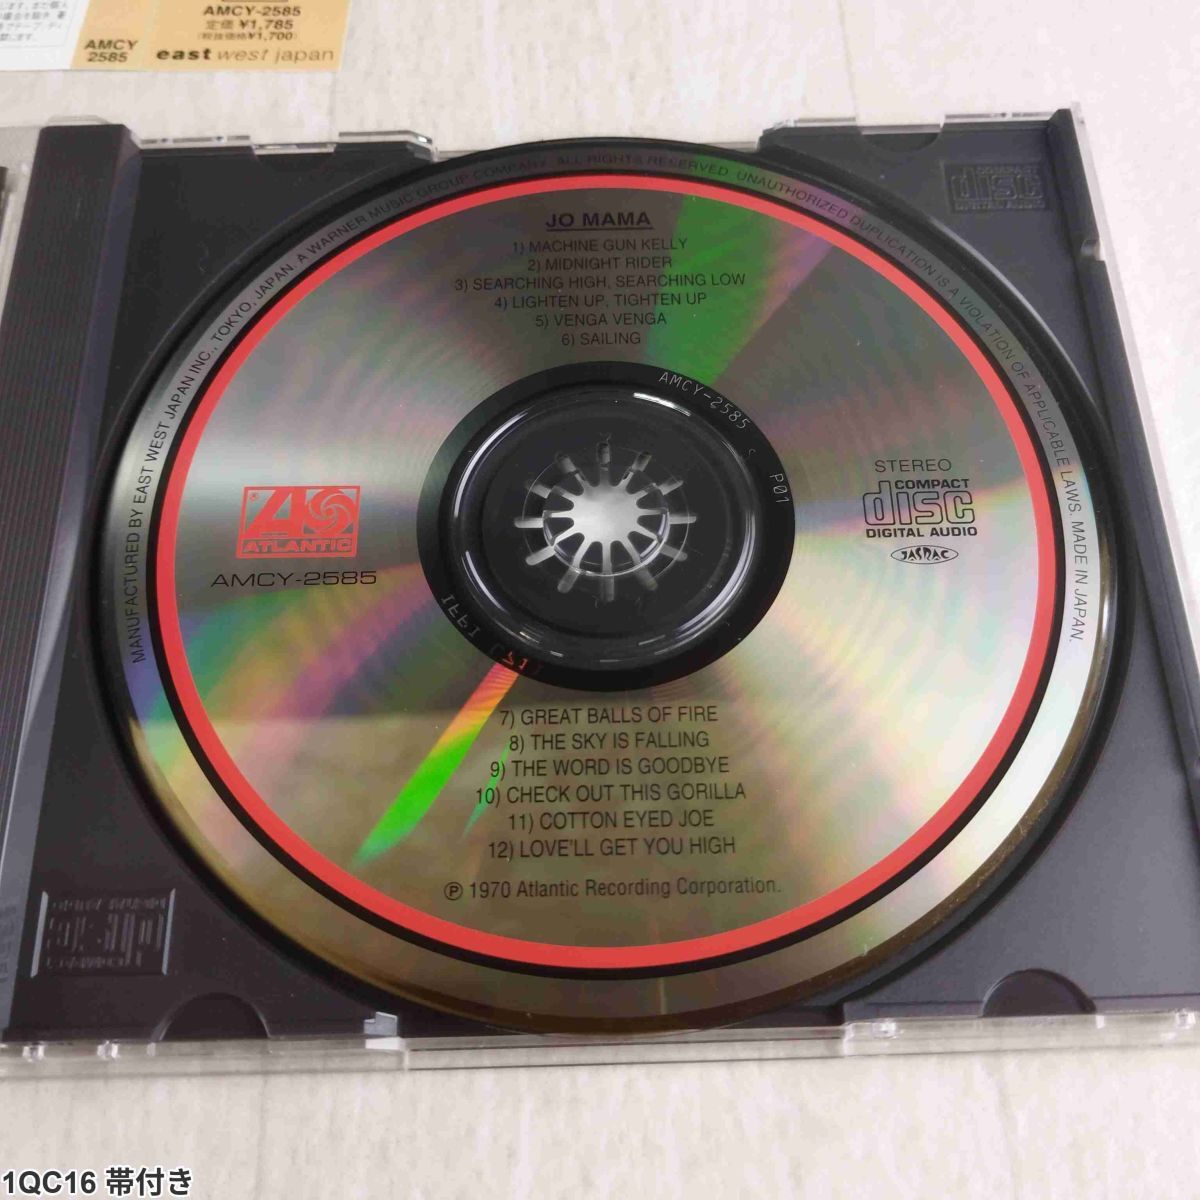 AMCY-2585
定価 ¥1,785
(税抜価格¥1,700)
AMCY
2585
east west japan
COMPACT
disc
DIGITAL AUDIO
MANUFACTURED BY EAST WEST JAPAN INC., TOKYO, JAPAN. A WARNER MUSIC GROUP COMPANY. ALL RIGHTS RESERVED. UNAUTHORIZED DUPLICATION IS A VIOLATION OF APPLICABLE LAWS. MADE IN JAPAN.
JO MAMA
1) MACHINE GUN KELLY
2) MIDNIGHT RIDER
3) SEARCHING HIGH, SEARCHING LOW
4) LIGHTEN UP, TIGHTEN UP
5) VENGA VENGA
6) SAILING
AMCY-2585
P01
STEREO
COMPACT
disc
DIGITAL AUDIO
JASRAC
®
ATLANTIC
AMCY-2585
IFPI
7) GREAT BALLS OF FIRE
8) THE SKY IS FALLING
9) THE WORD IS GOODBYE
10) CHECK OUT THIS GORILLA
11) COTTON EYED JOE
12) LOVE'LL GET YOU HIGH
℗ 1970 Atlantic Recording Corporation.
1QC16 帯付き